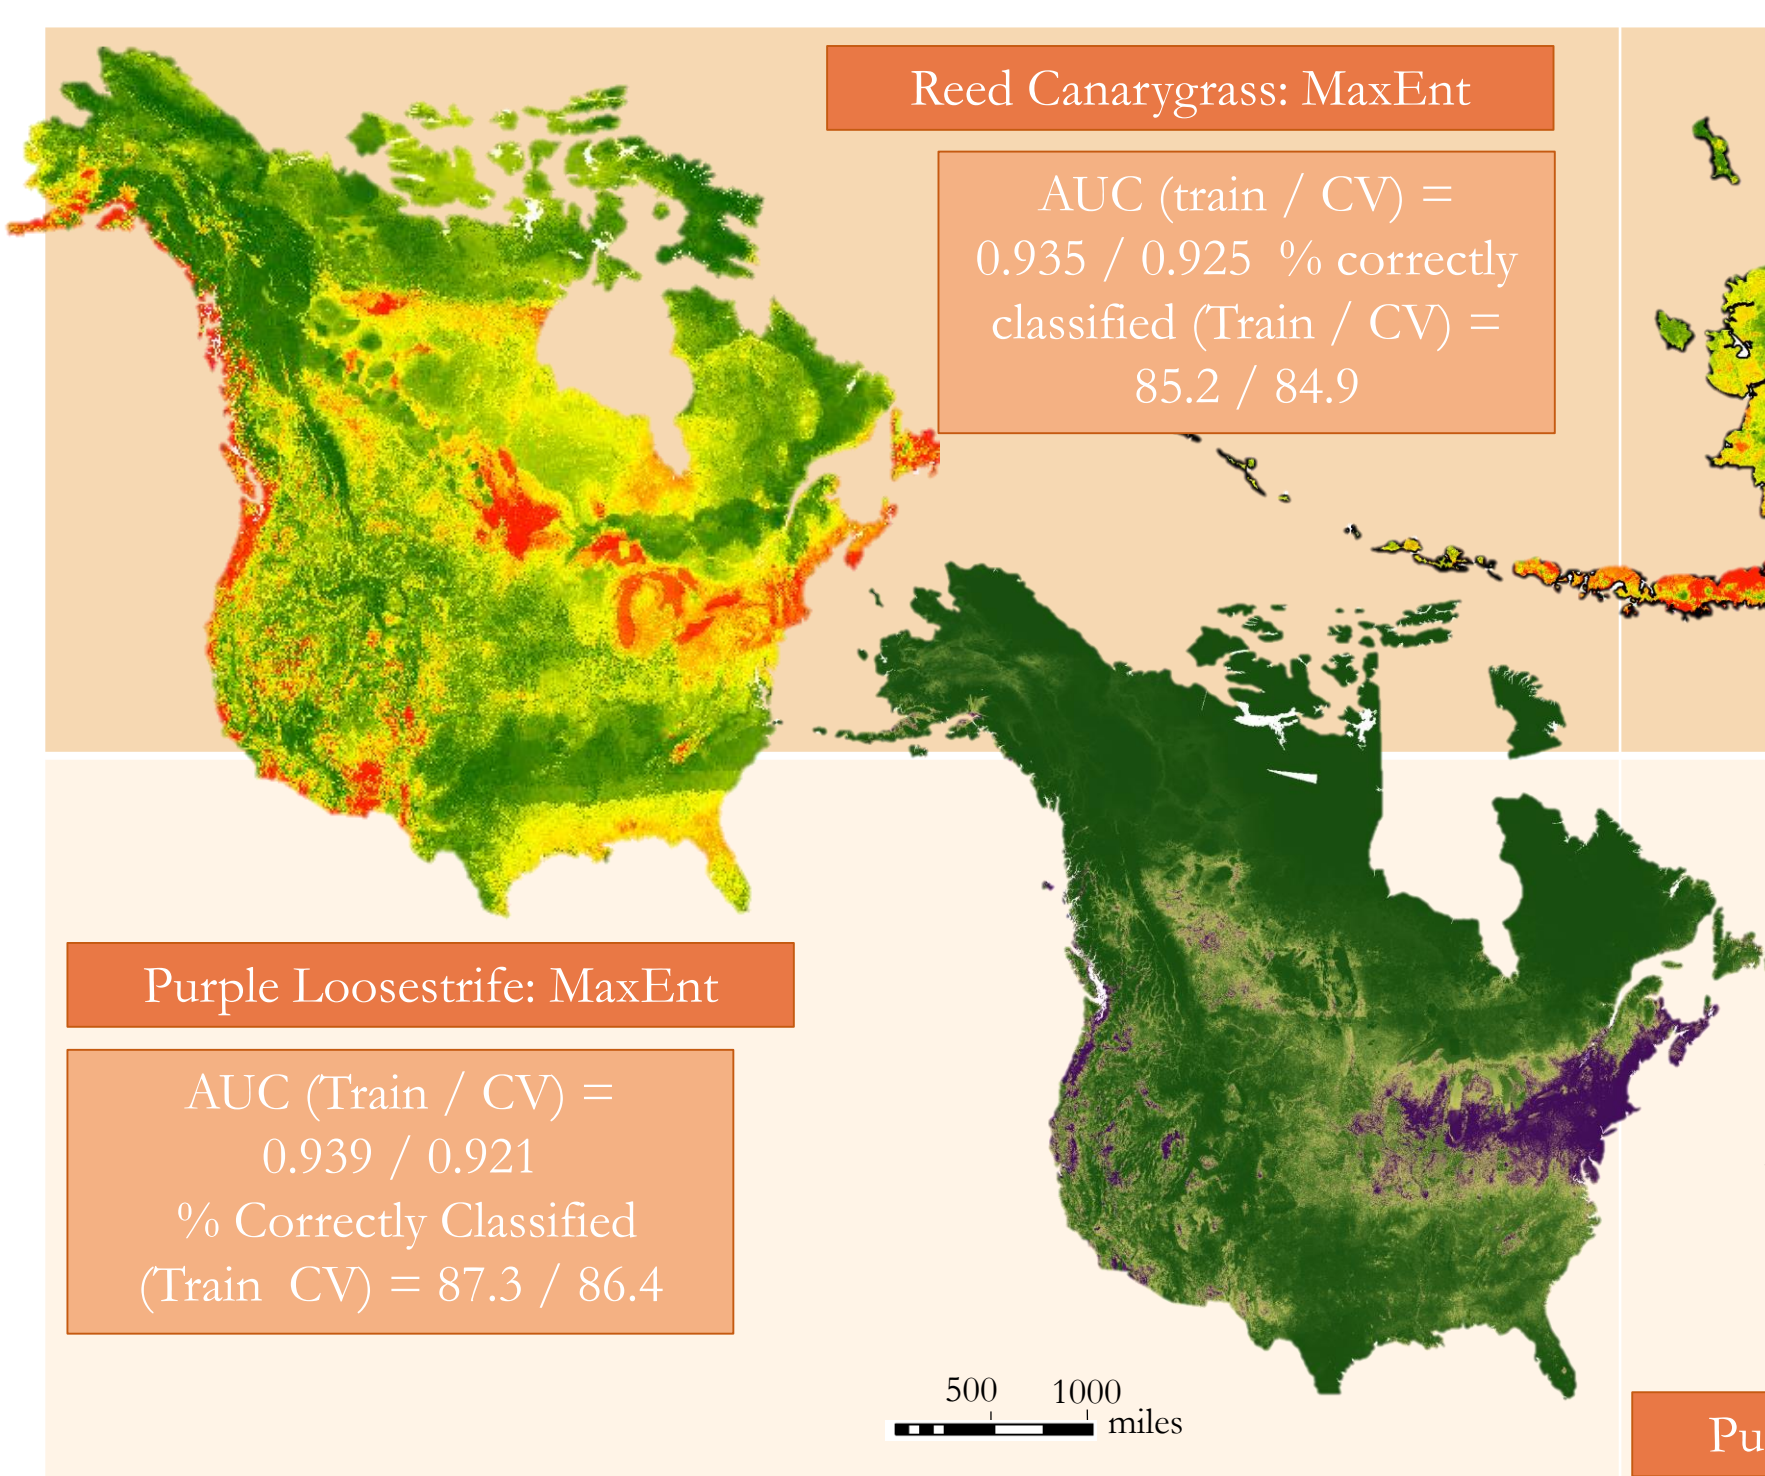 Reed Canarygrass: MaxEnt
AUC (train / CV) =
0.935 / 0.925 % correctly
classified (Train / CV) =
85.2 / 84.9
Purple Loosestrife: MaxEnt
AUC (Train / CV) =
0.939 / 0.921
% Correctly Classified
(Train CV) = 87.3 / 86.4
500 1000
miles
Pu